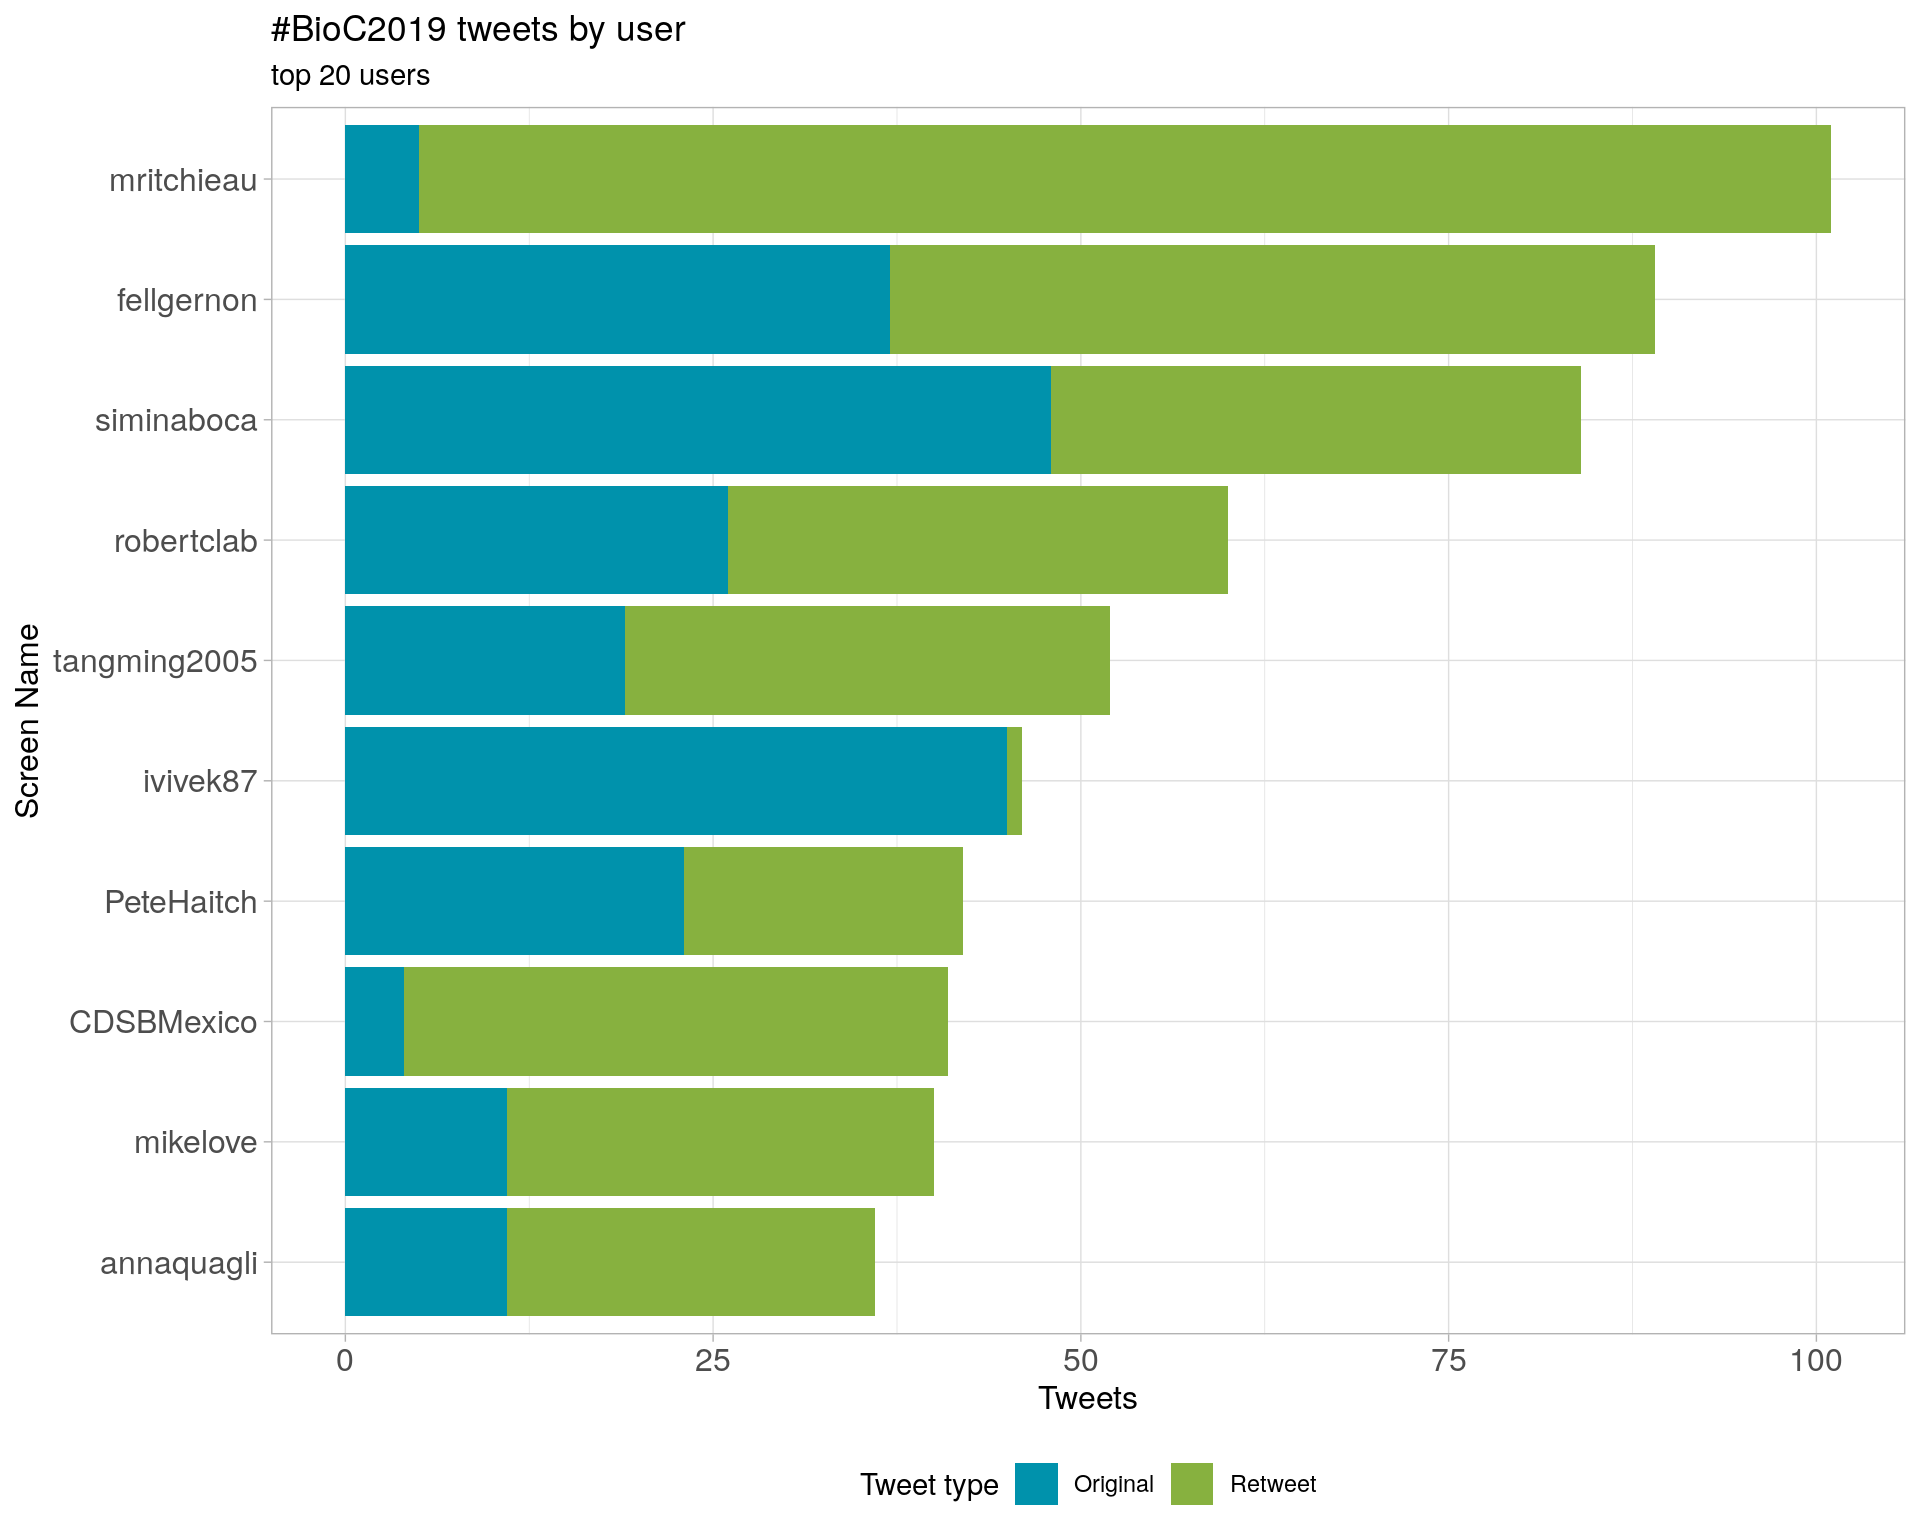 #BioC2019 tweets by user
top 20 users
Screen Name
mritchieau
fellgernon
siminaboca
robertclab
tangming2005
ivivek87
PeteHaitch
CDSBMexico
mikelove
annaquagli
0 25 50 75 100
Tweets
Tweet type Original Retweet